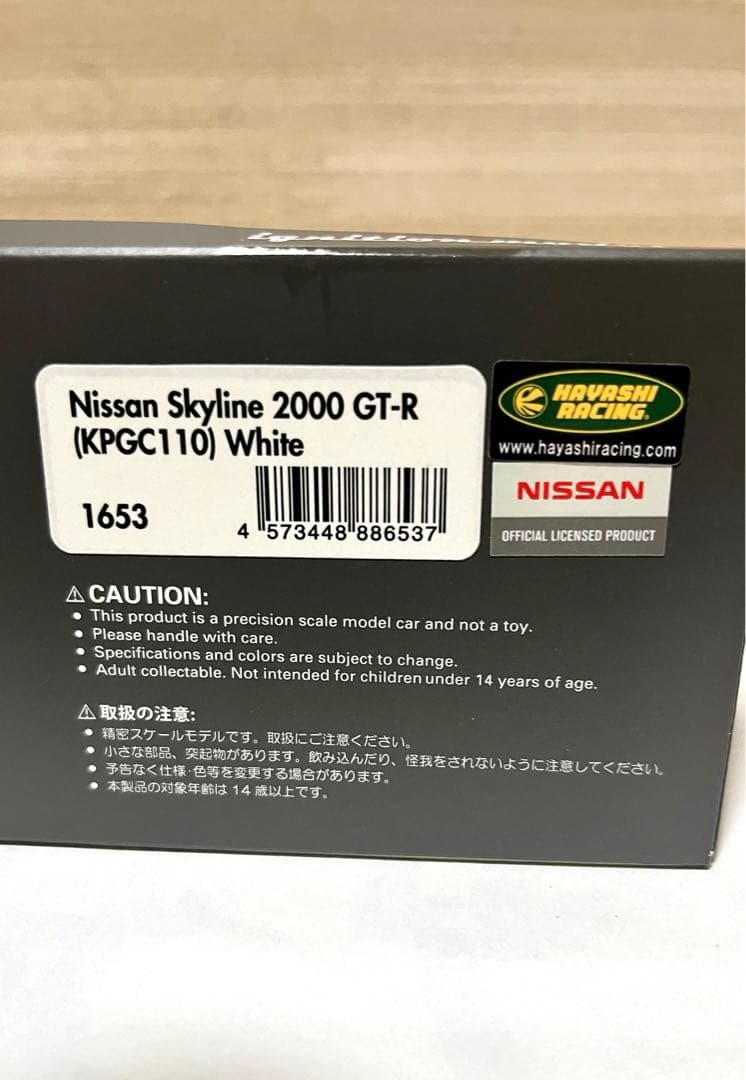 ignition model
Nissan Skyline 2000 GT-R
(KPGC110) White
1653
4 573448 886537
HAYASHI
RACING
www.hayashiracing.com
NISSAN
OFFICIAL LICENSED PRODUCT
⚠CAUTION:
• This product is a precision scale model car and not a toy.
• Please handle with care.
• Specifications and colors are subject to change.
• Adult collectable. Not intended for children under 14 years of age.
⚠取扱の注意:
• 精密スケールモデルです。取扱にご注意ください。
• 小さな部品、突起物があります。飲み込んだり、怪我をされないように注意してください。
• 予告なく仕様・色等を変更する場合があります。
• 本製品の対象年齢は14歳以上です。